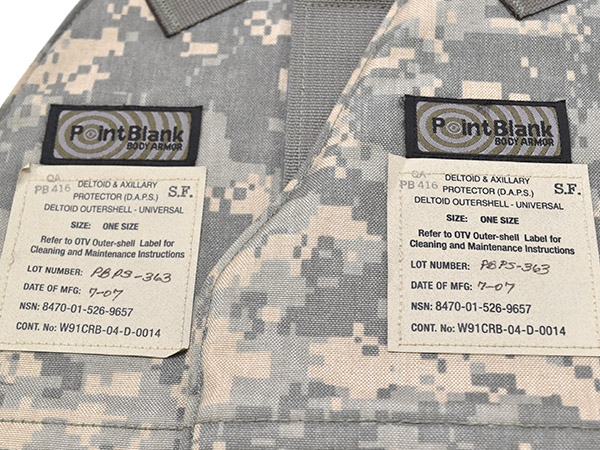 PointBlank
BODY ARMOR
QA
PB 416
S.F.
DELTOID & AXILLARY
PROTECTOR (D.A.P.S.)
DELTOID OUTERSHELL - UNIVERSAL
SIZE: ONE SIZE
Refer to OTV Outer-shell Label for
Cleaning and Maintenance Instructions
LOT NUMBER: PBPS-363
DATE OF MFG: 7-07
NSN: 8470-01-526-9657
CONT. No: W91CRB-04-D-0014
PointBlank
BODY ARMOR
QA
PB 416
S.F.
DELTOID & AXILLARY
PROTECTOR (D.A.P.S.)
DELTOID OUTERSHELL - UNIVERSAL
SIZE: ONE SIZE
Refer to OTV Outer-shell Label for
Cleaning and Maintenance Instructions
LOT NUMBER: PBPS-363
DATE OF MFG: 7-07
NSN: 8470-01-526-9657
CONT. No: W91CRB-04-D-0014